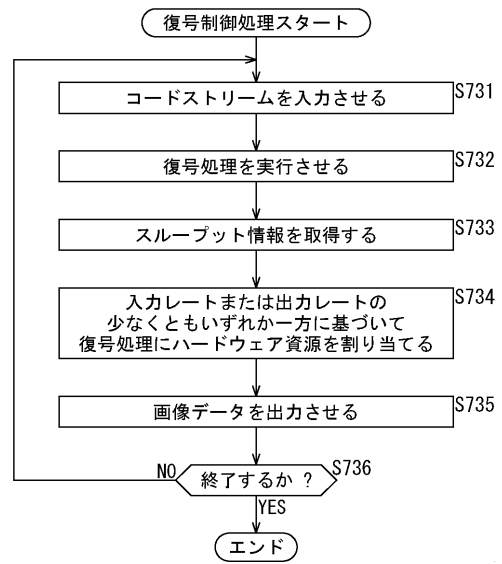 復号制御処理スタート
コードストリームを入力させる
S731
復号処理を実行させる
S732
スループット情報を取得する
S733
入力レートまたは出力レートの
少なくともいずれか一方に基づいて
復号処理にハードウェア資源を割り当てる
S734
画像データを出力させる
S735
終了するか ?
S736
NO
YES
エンド